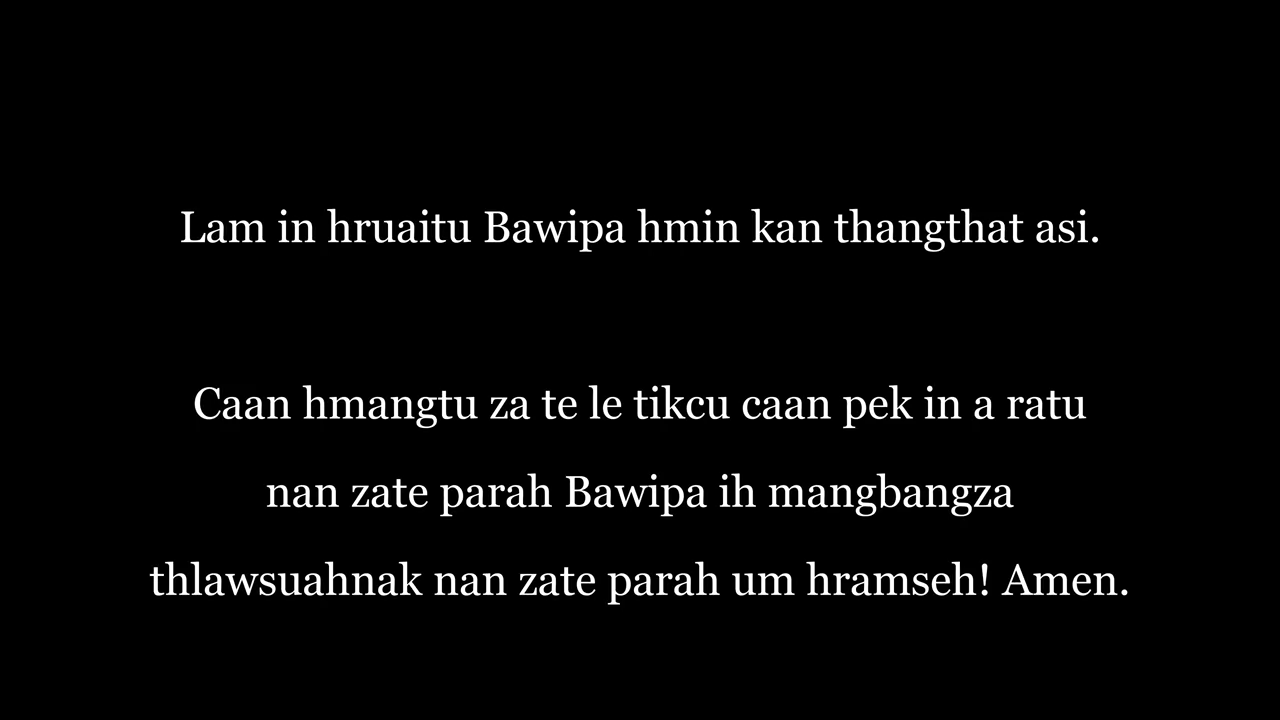 Lam in hruaitu Bawipa hmin kan thangthat asi.
Caan hmangtu za te le tikcu caan pek in a ratu
nan zate parah Bawipa ih mangbangza
thlawsuahnak nan zate parah um hramseh! Amen.